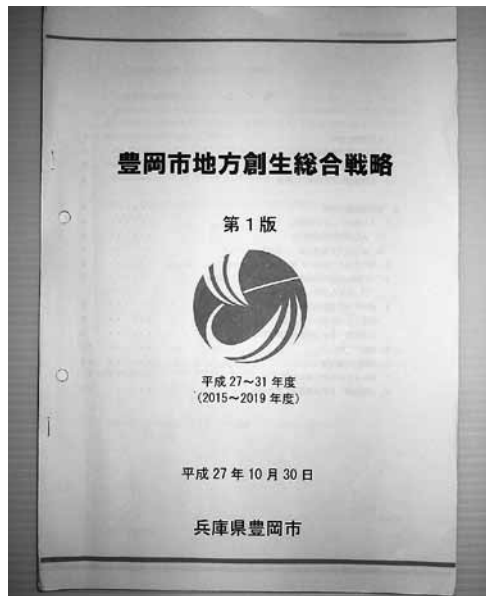 豊岡市地方創生総合戦略
第１版
平成 27～31 年度
（2015～2019 年度）
平成 27 年 10 月 30 日
兵庫県豊岡市